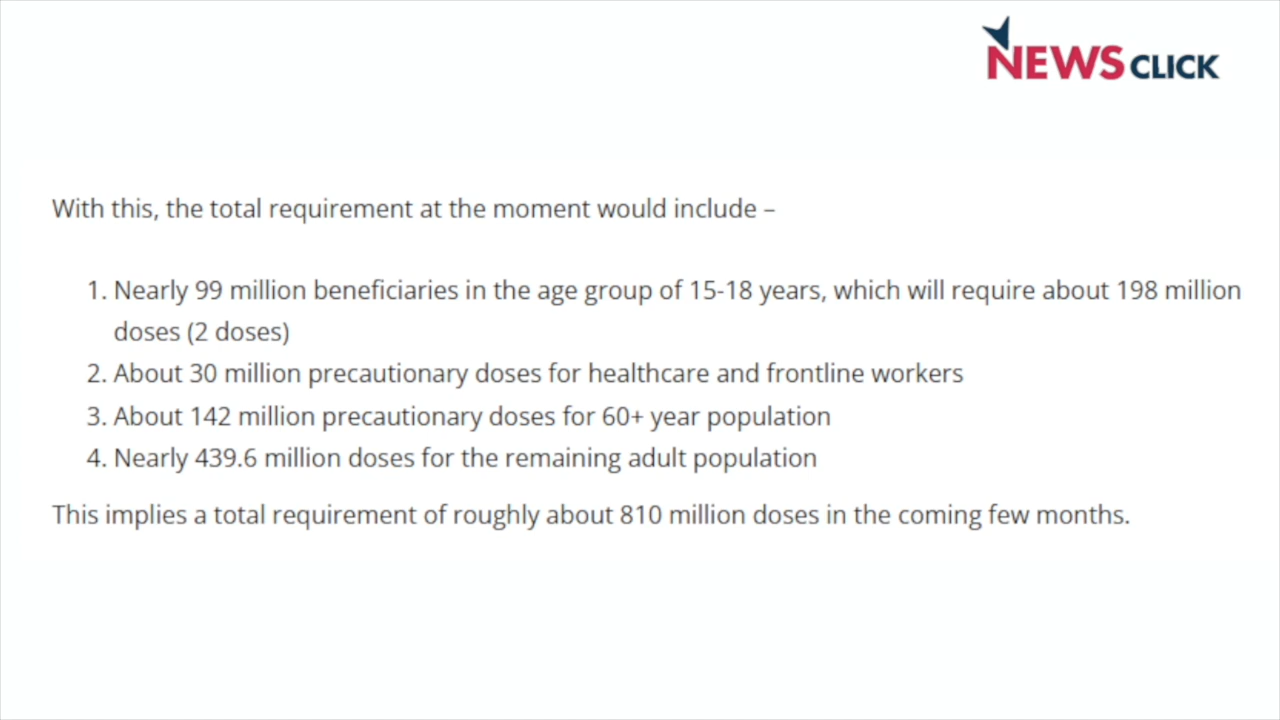 NEWS CLICK
With this, the total requirement at the moment would include –
1. Nearly 99 million beneficiaries in the age group of 15-18 years, which will require about 198 million
doses (2 doses)
2. About 30 million precautionary doses for healthcare and frontline workers
3. About 142 million precautionary doses for 60+ year population
4. Nearly 439.6 million doses for the remaining adult population
This implies a total requirement of roughly about 810 million doses in the coming few months.